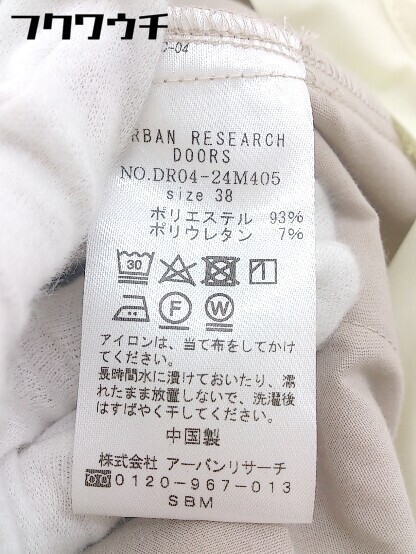 フクワウチ
-04
RBAN RESEARCH
DOORS
NO.DR04-24M405
size 38
ポリエステル 93%
ポリウレタン 7%
30
F W
アイロンは、当て布をしてかけ
てください。
長時間水に漬けておいたり、濡
れたまま放置しないで、洗濯後
はすばやく干してください。
中国製
株式会社 アーバンリサーチ
0120-967-013
SBM